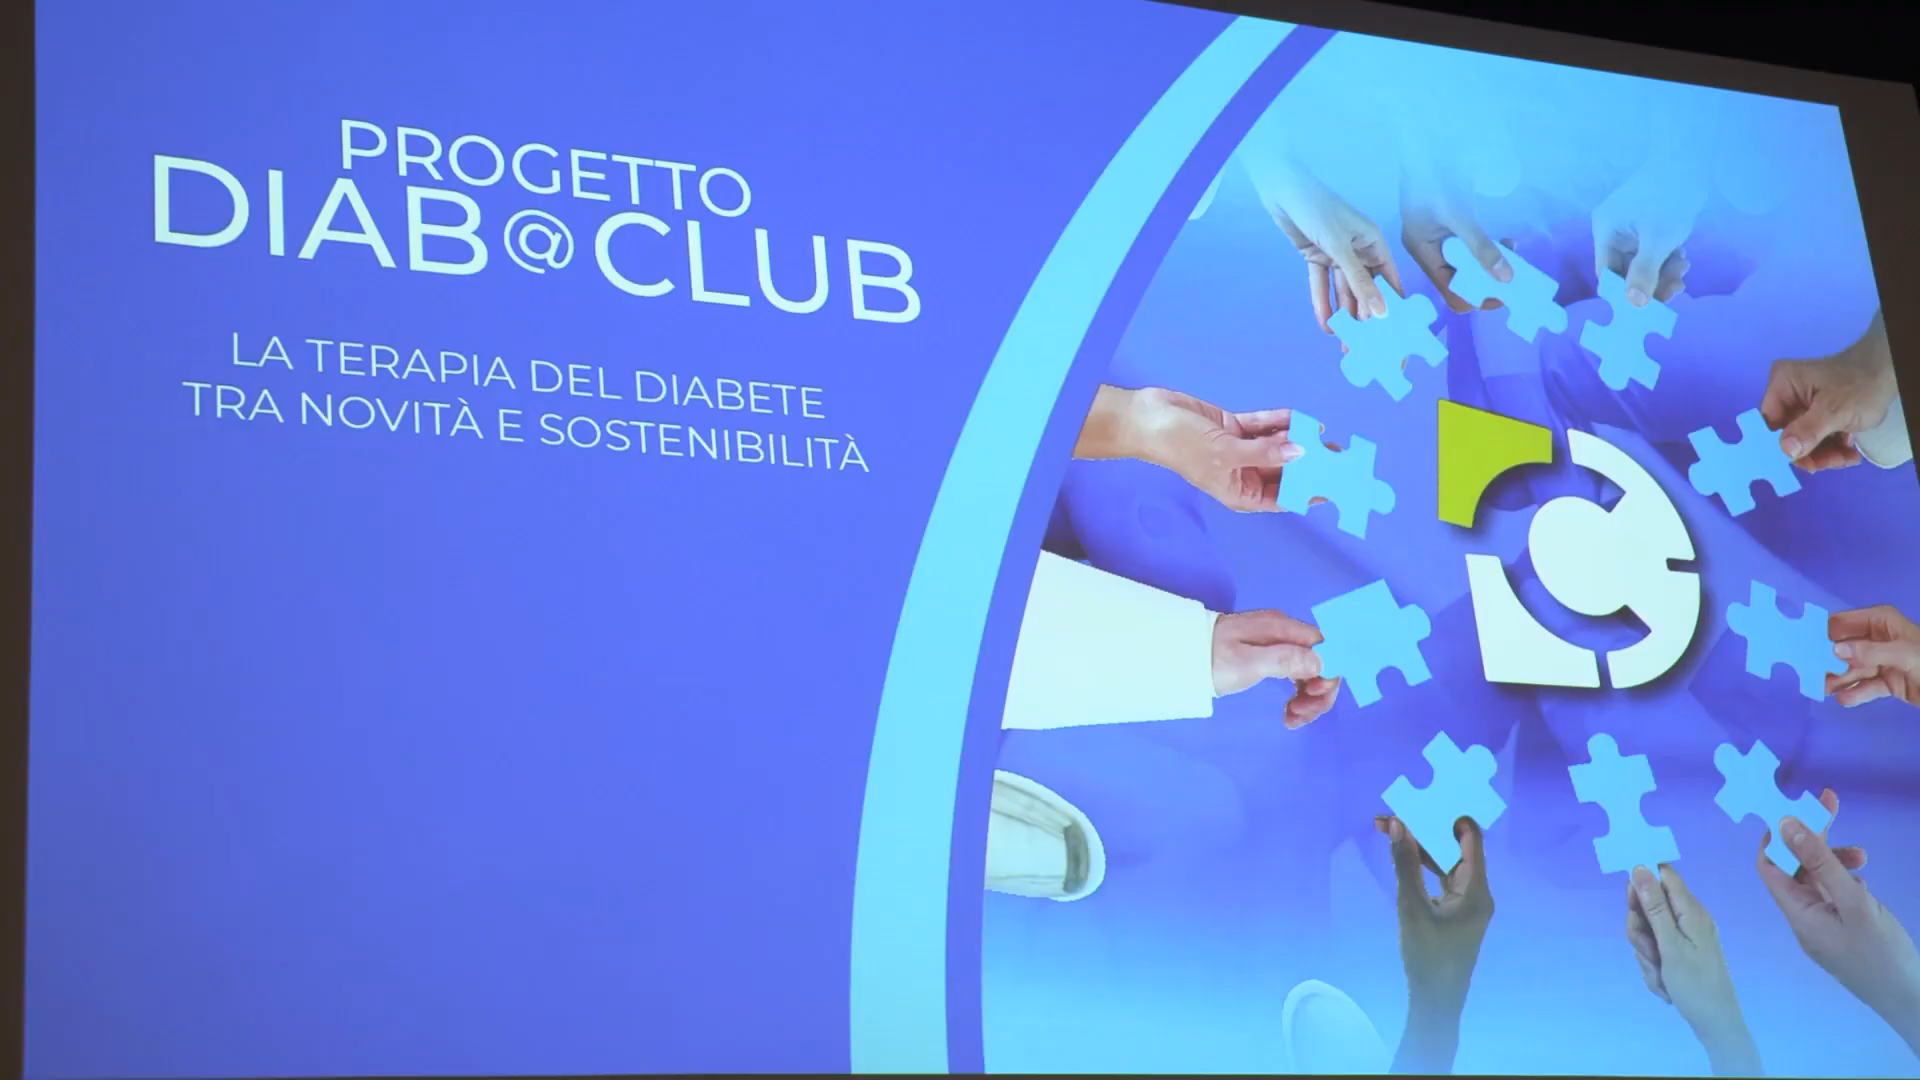 PROGETTO
DIAB@CLUB
LA TERAPIA DEL DIABETE
TRA NOVITÀ E SOSTENIBILITÀ